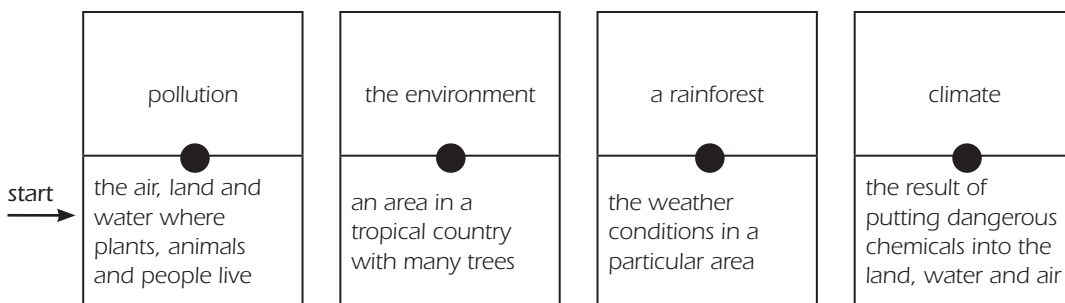 pollution
the environment
a rainforest
climate
start
the air, land and
water where
plants, animals
and people live
an area in a
tropical country
with many trees
the weather
conditions in a
particular area
the result of
putting dangerous
chemicals into the
land, water and air